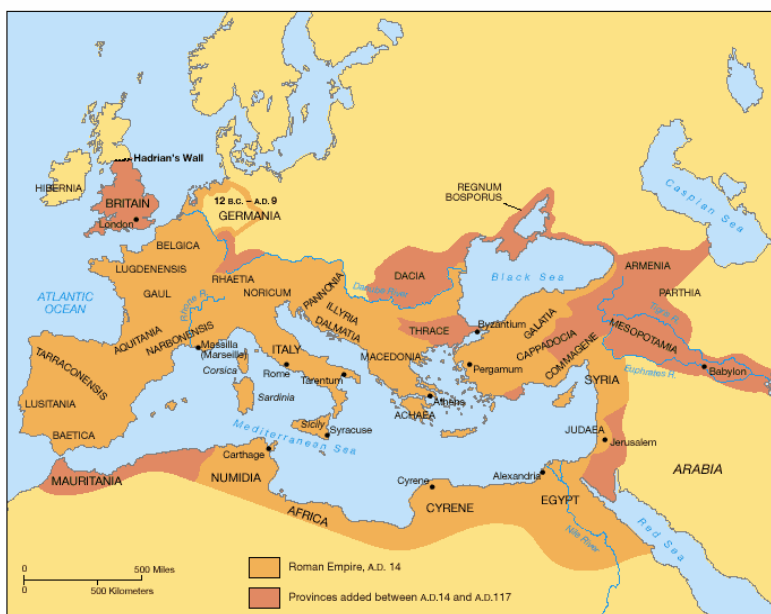 Hadrian's Wall
HIBERNIA
BRITAIN
London
12 B.C. – A.D. 9
GERMANIA
REGNUM
BOSPORUS
Caspian Sea
BELGICA
LUGDENENSIS
GAUL
RHAETIA
NORICUM
PANNONIA
ILLYRIA
DALMATIA
DACIA
Danube River
Black Sea
ARMENIA
PARTHIA
Tigris R.
ATLANTIC
OCEAN
Rhone R.
AQUITANIA
NARBONENSIS
Massilia
(Marseille)
ITALY
Corsica
Rome
Tarentum
Sardinia
MACEDONIA
THRACE
Byzantium
GALATIA
CAPPADOCIA
COMMAGENE
MESOPOTAMIA
Babylon
Euphrates R.
Pergamum
TARRACONENSIS
LUSITANIA
BAETICA
Sicily
Syracuse
Athens
ACHAEA
SYRIA
Mediterranean Sea
JUDAEA
Jerusalem
Carthage
MAURITANIA
NUMIDIA
AFRICA
Cyrene
CYRENE
Alexandria
EGYPT
Nile River
ARABIA
Red Sea
0 500 Miles
0 500 Kilometers
Roman Empire, A.D. 14
Provinces added between A.D.14 and A.D.117